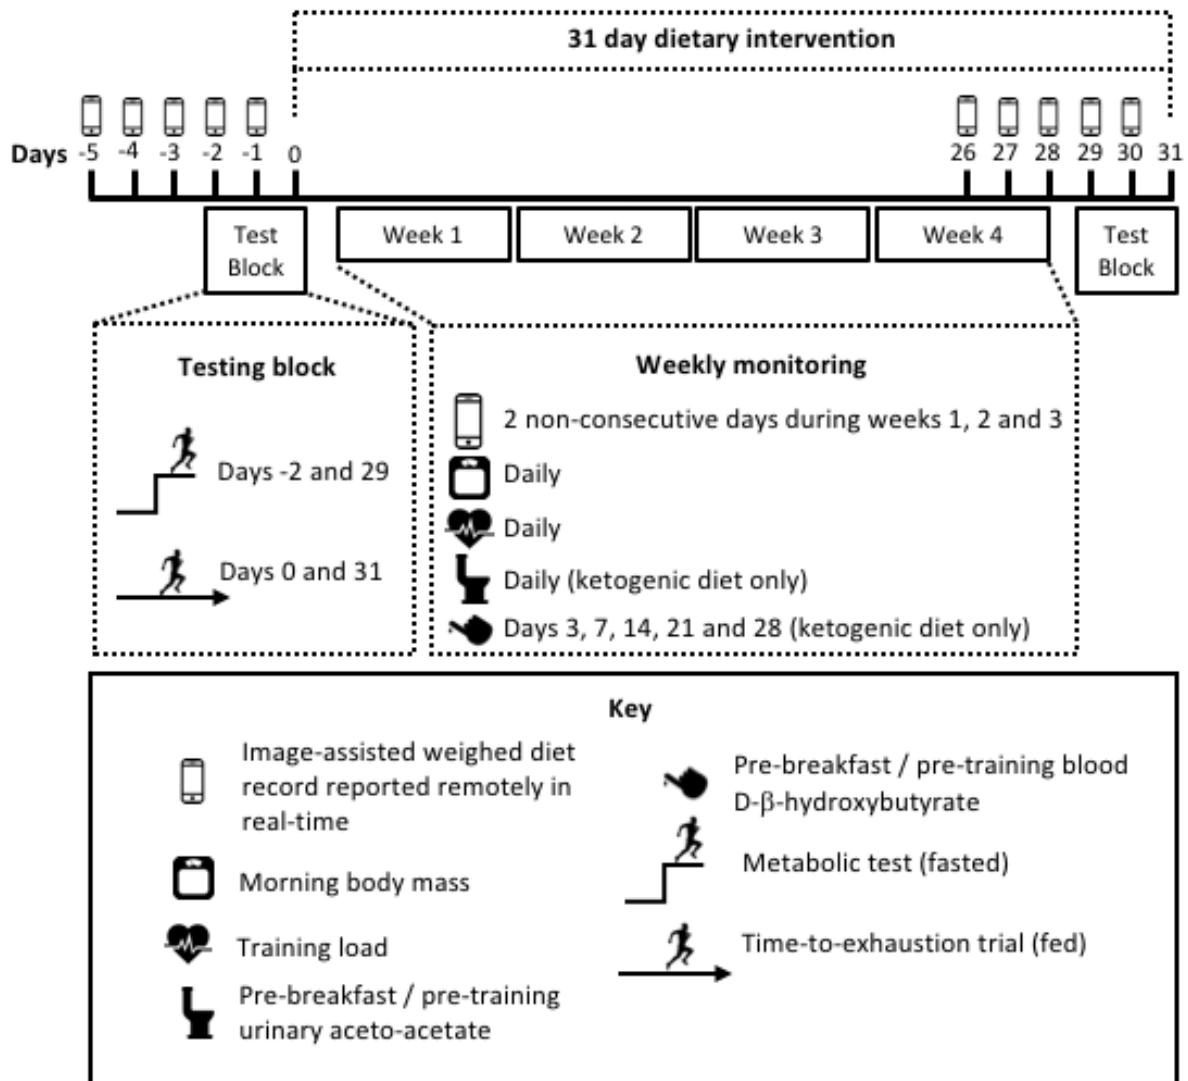 31 day dietary intervention
Days -5 -4 -3 -2 -1 0 26 27 28 29 30 31
Test
Block
Week 1
Week 2
Week 3
Week 4
Test
Block
Testing block
Days -2 and 29
Days 0 and 31
Weekly monitoring
2 non-consecutive days during weeks 1, 2 and 3
Daily
Daily
Daily (ketogenic diet only)
Days 3, 7, 14, 21 and 28 (ketogenic diet only)
Key
Image-assisted weighed diet
record reported remotely in
real-time
Morning body mass
Training load
Pre-breakfast / pre-training
urinary aceto-acetate
Pre-breakfast / pre-training blood
D-β-hydroxybutyrate
Metabolic test (fasted)
Time-to-exhaustion trial (fed)